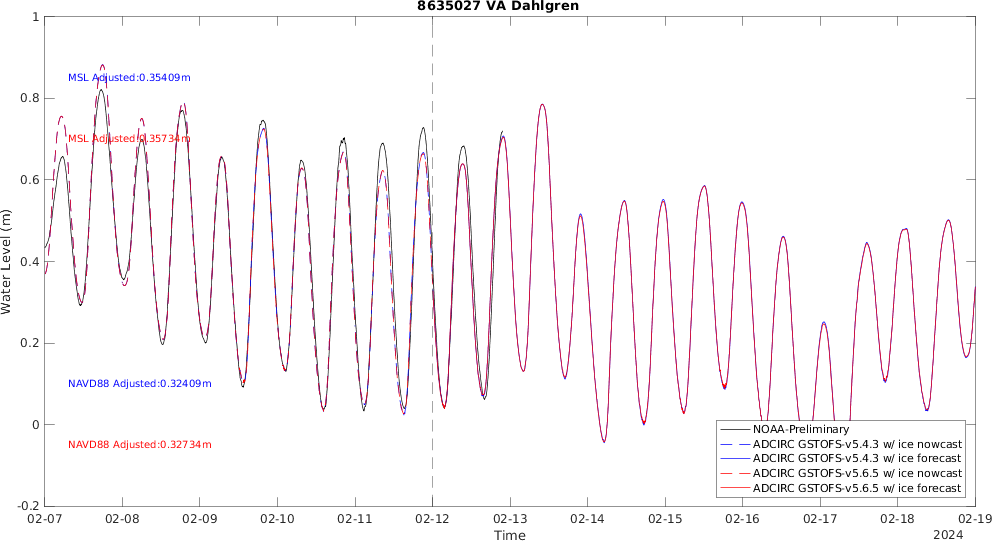 8635027 VA Dahlgren
1
0.8
0.6
0.4
0.2
0
-0.2
Water Level (m)
MSL Adjusted:0.35409m
MSL Adjusted:0.35734m
NAVD88 Adjusted:0.32409m
NAVD88 Adjusted:0.32734m
NOAA-Preliminary
ADCIRC GSTOFS-v5.4.3 w/ ice nowcast
ADCIRC GSTOFS-v5.4.3 w/ ice forecast
ADCIRC GSTOFS-v5.6.5 w/ ice nowcast
ADCIRC GSTOFS-v5.6.5 w/ ice forecast
02-07 02-08 02-09 02-10 02-11 02-12 02-13 02-14 02-15 02-16 02-17 02-18 02-19
Time
2024